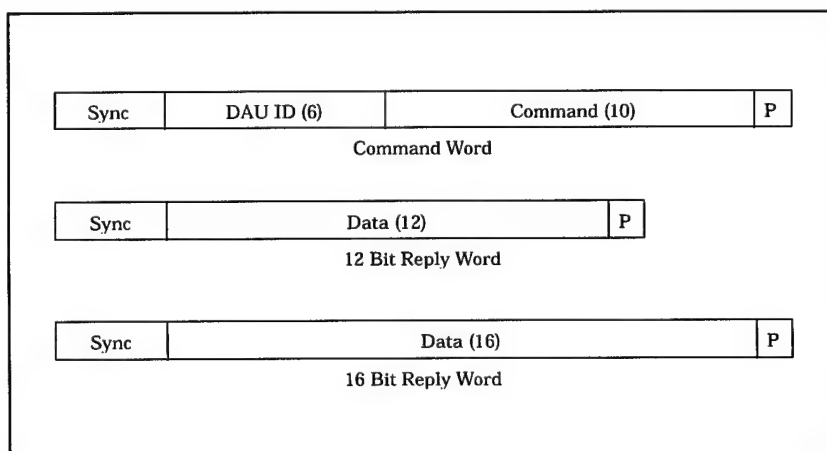 Sync DAU ID (6) Command (10) P
Command Word
Sync Data (12) P
12 Bit Reply Word
Sync Data (16) P
16 Bit Reply Word